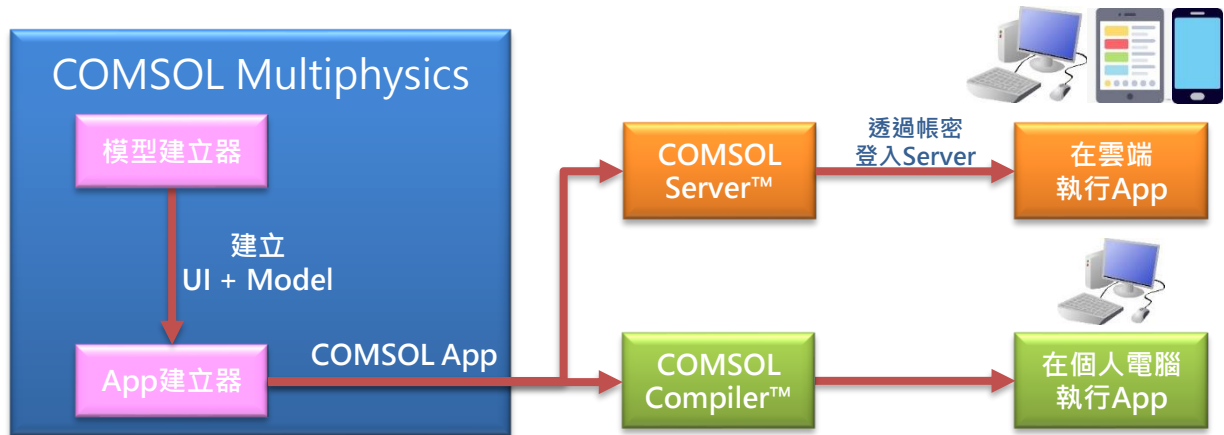 COMSOL Multiphysics
模型建立器
建立
UI + Model
App建立器
COMSOL App
COMSOL
Server™
透過帳密
登入Server
在雲端
執行App
COMSOL
Compiler™
在個人電腦
執行App